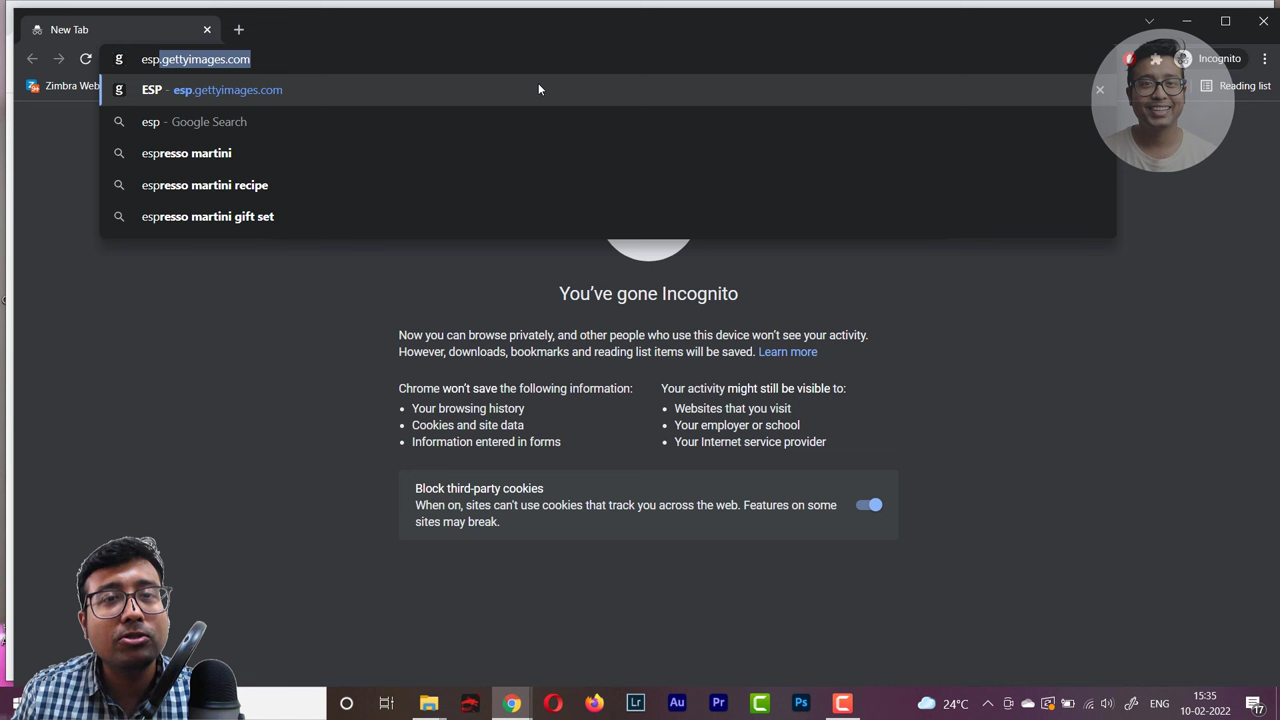 New Tab
esp.gettyimages.com
Incognito
Zimbra Web
Reading list
ESP - esp.gettyimages.com
esp - Google Search
espresso martini
espresso martini recipe
espresso martini gift set
You've gone Incognito
Now you can browse privately, and other people who use this device won't see your activity.
However, downloads, bookmarks and reading list items will be saved. Learn more
Chrome won't save the following information:
• Your browsing history
• Cookies and site data
• Information entered in forms
Your activity might still be visible to:
• Websites that you visit
• Your employer or school
• Your Internet service provider
Block third-party cookies
When on, sites can't use cookies that track you across the web. Features on some
sites may break.
Lr
Au
Pr
Ps
24°C
ENG
15:35
10-02-2022
17